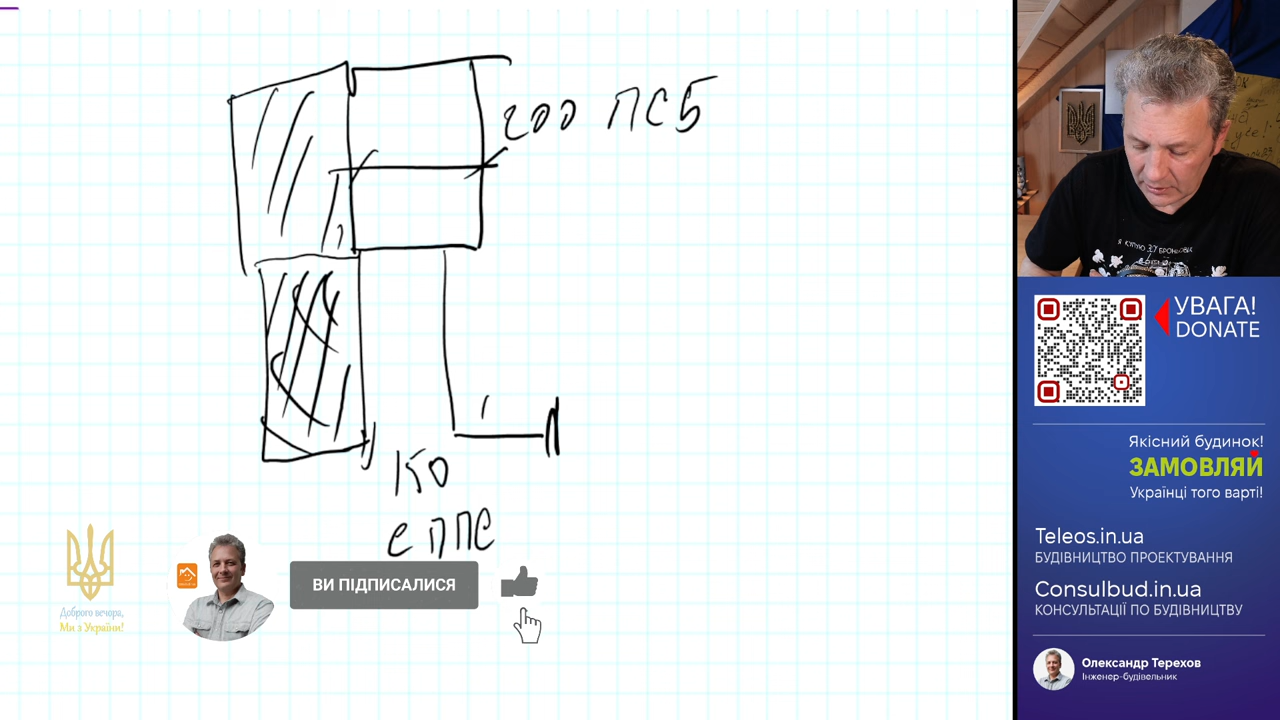 200 ПСБ
150
еППС
Доброго вечора,
Ми з України!
ВИ ПІДПИСАЛИСЯ
УВАГА!
DONATE
Якісний будинок!
ЗАМОВЛЯЙ
Українці того варті!
Teleos.in.ua
БУДІВНИЦТВО ПРОЕКТУВАННЯ
Consulbud.in.ua
КОНСУЛЬТАЦІЇ ПО БУДІВНИЦТВУ
Олександр Терехов
Інженер-будівельник